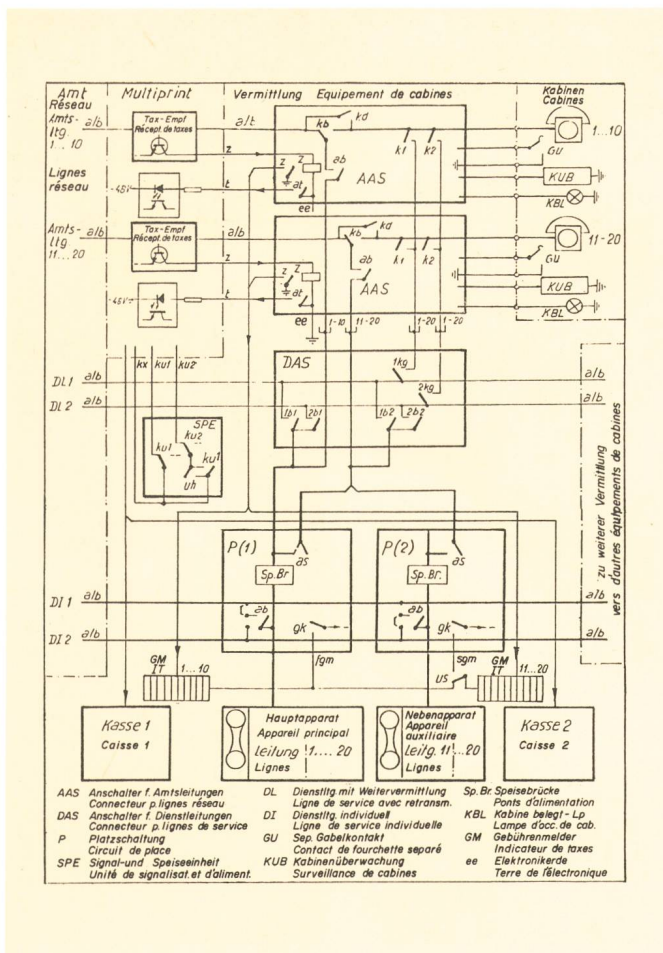 Amt Multiprint Vermittlung Equipement de cabines Kabinen
Réseau Cabines
Amts- a/b Tax-Empf a/t kb kd 1...10
ltg. Récept.de taxes
1...10 z k1 k2 GU
z z ab
Lignes AAS KUB
réseau -48V t at
ee KBL
Amts- a/b Tax-Empf a/b kb kd 11-20
ltg Récept.de taxes
11...20 z k1 k2 GU
z z ab
AAS KUB
-48V t at
ee KBL
1-10 11-20 1-20 1-20
kx ku1 ku2 DAS 1kg
DL1 a/b a/b
2kg
DL2 a/b a/b
1b1 2b1 1b2 2b2
SPE
ku2
ku1 ku1
uh
zu weiterer Vermittlung
vers d'autres équipements de cabines
P(1) as P(2) as
Sp.Br Sp.Br.
DI1 a/b a/b
ab gk ab gk
DI2 a/b a/b
fgm sgm
GM GM
IT 1...10 us IT 11...20
Kasse 1 Hauptapparat Nebenapparat Kasse 2
Caisse 1 Appareil principal Appareil auxiliaire Caisse 2
Leitung 1....20 Leitg. 11...20
Lignes Lignes
AAS Anschalter f. Amtsleitungen DL Dienstltg. mit Weitervermittlung Sp.Br Speisebrücke
Connecteur p. lignes réseau Ligne de service avec retransm. Ponts d'alimentation
DAS Anschalter f. Dienstleitungen DI Dienstltg. individuell KBL Kabine belegt - Lp
Connecteur p. lignes de service Ligne de service individuelle Lampe d'occ. de cab.
P Platzschaltung GU Sep. Gabelkontakt GM Gebührenmelder
Circuit de place Contact de fourchette separé Indicateur de taxes
SPE Signal-und Speiseeinheit KUB Kabinenüberwachung ee Elektronikerde
Unité de signalisat. et d'aliment. Surveillance de cabines Terre de l'électronique